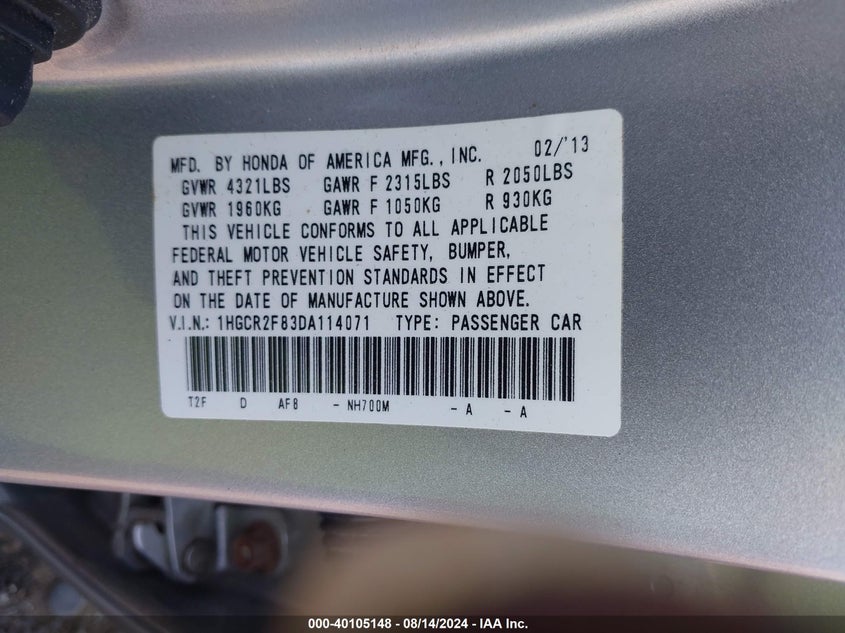 MFD. BY HONDA OF AMERICA MFG., INC. 02/'13
GVWR 4321LBS GAWR F 2315LBS R 2050LBS
GVWR 1960KG GAWR F 1050KG R 930KG
THIS VEHICLE CONFORMS TO ALL APPLICABLE
FEDERAL MOTOR VEHICLE SAFETY, BUMPER,
AND THEFT PREVENTION STANDARDS IN EFFECT
ON THE DATE OF MANUFACTURE SHOWN ABOVE.
V.I.N.: 1HGCR2F83DA114071 TYPE: PASSENGER CAR
T2F D AF8 - NH700M - A - A
000-40105148 - 08/14/2024 - IAA Inc.